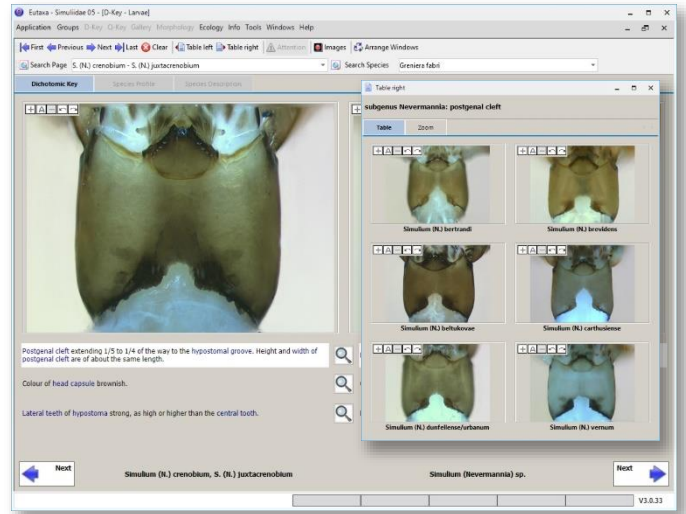 Eutaxa - Simuliidae 05 - [D-Key - Larvae]
Application Groups D-Key Q-Key Gallery Morphology Ecology Info Tools Windows Help
First Previous Next Last Clear Table left Table right Attention Images Arrange Windows
Search Page S. (N.) crenobium - S. (N.) juxtacrenobium Search Species Greniera fabri
Dichotomic Key Species Profile Species Description
Table right
subgenus Nevermannia: postgenal cleft
Table Zoom
Simulium (N.) bertrandi Simulium (N.) brevidens
Simulium (N.) beltukovae Simulium (N.) carthusiense
Simulium (N.) dunfellense/urbanum Simulium (N.) vernum
Postgenal cleft extending 1/5 to 1/4 of the way to the hypostomal groove. Height and width of
postgenal cleft are of about the same length.
Colour of head capsule brownish.
Lateral teeth of hypostoma strong, as high or higher than the central tooth.
Next Simulium (N.) crenobium, S. (N.) juxtacrenobium Simulium (Nevermannia) sp. Next
V3.0.33